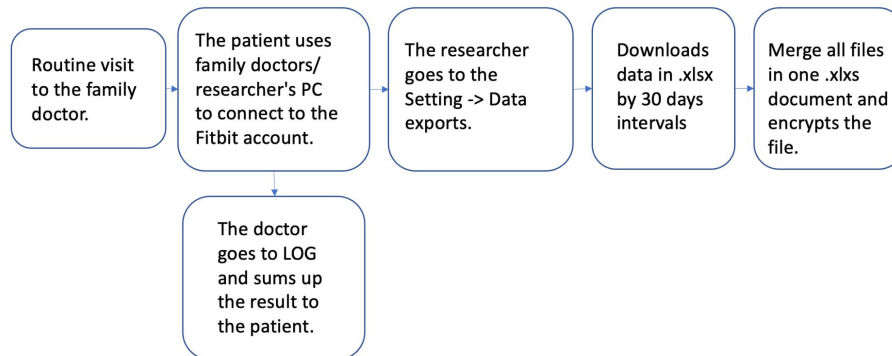 Routine visit
to the family
doctor.
The patient uses
family doctors/
researcher's PC
to connect to the
Fitbit account.
The researcher
goes to the
Setting -> Data
exports.
Downloads
data in .xlsx
by 30 days
intervals
Merge all files
in one .xlxs
document and
encrypts the
file.
The doctor
goes to LOG
and sums up
the result to
the patient.